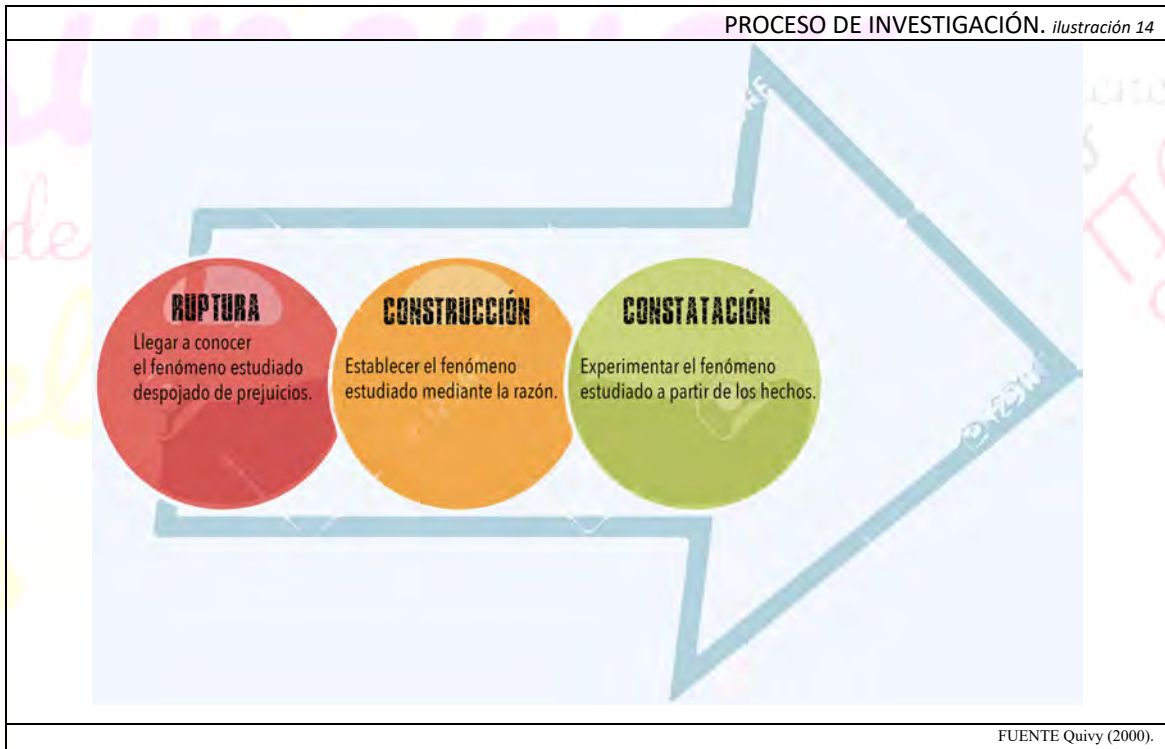 PROCESO DE INVESTIGACIÓN. ilustración 14
de
RUPTURA
Llegar a conocer
el fenómeno estudiado
despojado de prejuicios.
CONSTRUCCIÓN
Establecer el fenómeno
estudiado mediante la razón.
CONSTATACIÓN
Experimentar el fenómeno
estudiado a partir de los hechos.
FUENTE Quivy (2000).